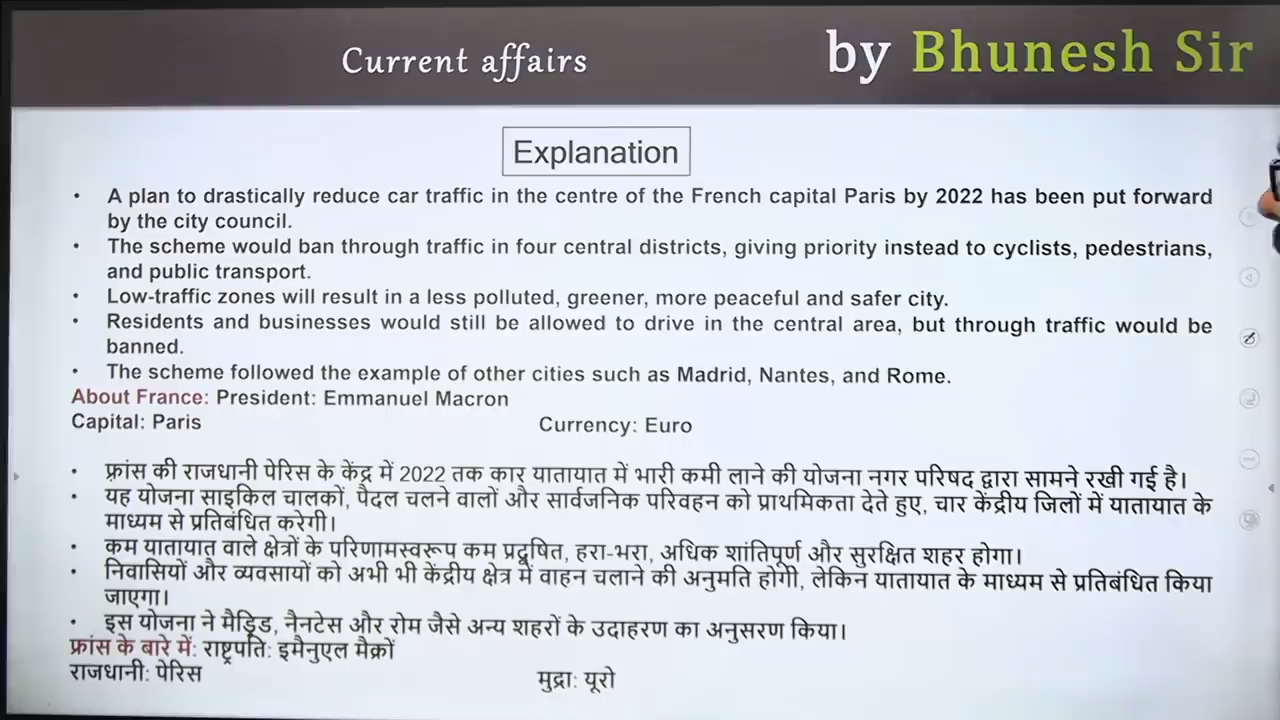 Current affairs
by Bhunesh Sir
Explanation
• A plan to drastically reduce car traffic in the centre of the French capital Paris by 2022 has been put forward
by the city council.
• The scheme would ban through traffic in four central districts, giving priority instead to cyclists, pedestrians,
and public transport.
• Low-traffic zones will result in a less polluted, greener, more peaceful and safer city.
• Residents and businesses would still be allowed to drive in the central area, but through traffic would be
banned.
• The scheme followed the example of other cities such as Madrid, Nantes, and Rome.
About France: President: Emmanuel Macron
Capital: Paris Currency: Euro
• फ्रांस की राजधानी पेरिस के केंद्र में 2022 तक कार यातायात में भारी कमी लाने की योजना नगर परिषद द्वारा सामने रखी गई है।
• यह योजना साइकिल चालकों, पैदल चलने वालों और सार्वजनिक परिवहन को प्राथमिकता देते हुए, चार केंद्रीय जिलों में यातायात के
माध्यम से प्रतिबंधित करेगी।
• कम यातायात वाले क्षेत्रों के परिणामस्वरूप कम प्रदूषित, हरा-भरा, अधिक शांतिपूर्ण और सुरक्षित शहर होगा।
• निवासियों और व्यवसायों को अभी भी केंद्रीय क्षेत्र में वाहन चलाने की अनुमति होगी, लेकिन यातायात के माध्यम से प्रतिबंधित किया
जाएगा।
• इस योजना ने मैड्रिड, नैनटेस और रोम जैसे अन्य शहरों के उदाहरण का अनुसरण किया।
फ्रांस के बारे में: राष्ट्रपति: इमैनुएल मैक्रों
राजधानी: पेरिस मुद्रा: यूरो